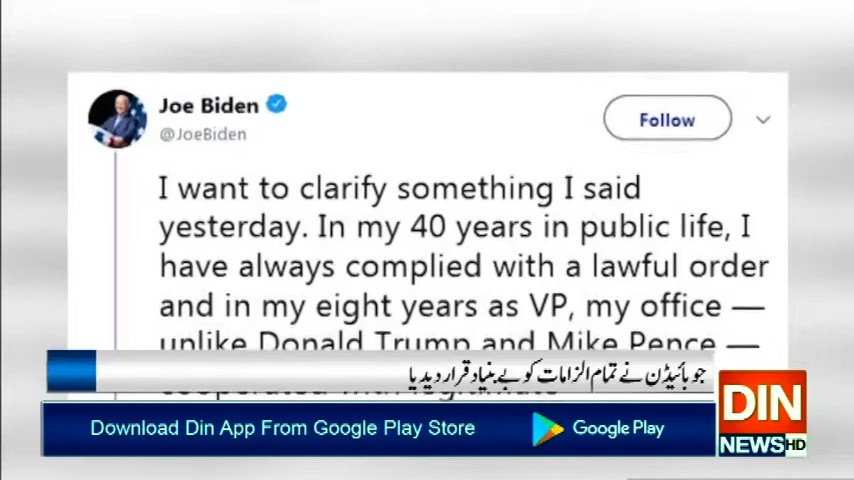 Joe Biden
@JoeBiden
Follow
I want to clarify something I said
yesterday. In my 40 years in public life, I
have always complied with a lawful order
and in my eight years as VP, my office —
unlike Donald Trump and Mike Pence —
جو بائیڈن نے تمام الزامات کو بے بنیاد قرار دیدیا
Download Din App From Google Play Store
Google Play
DIN
NEWS HD